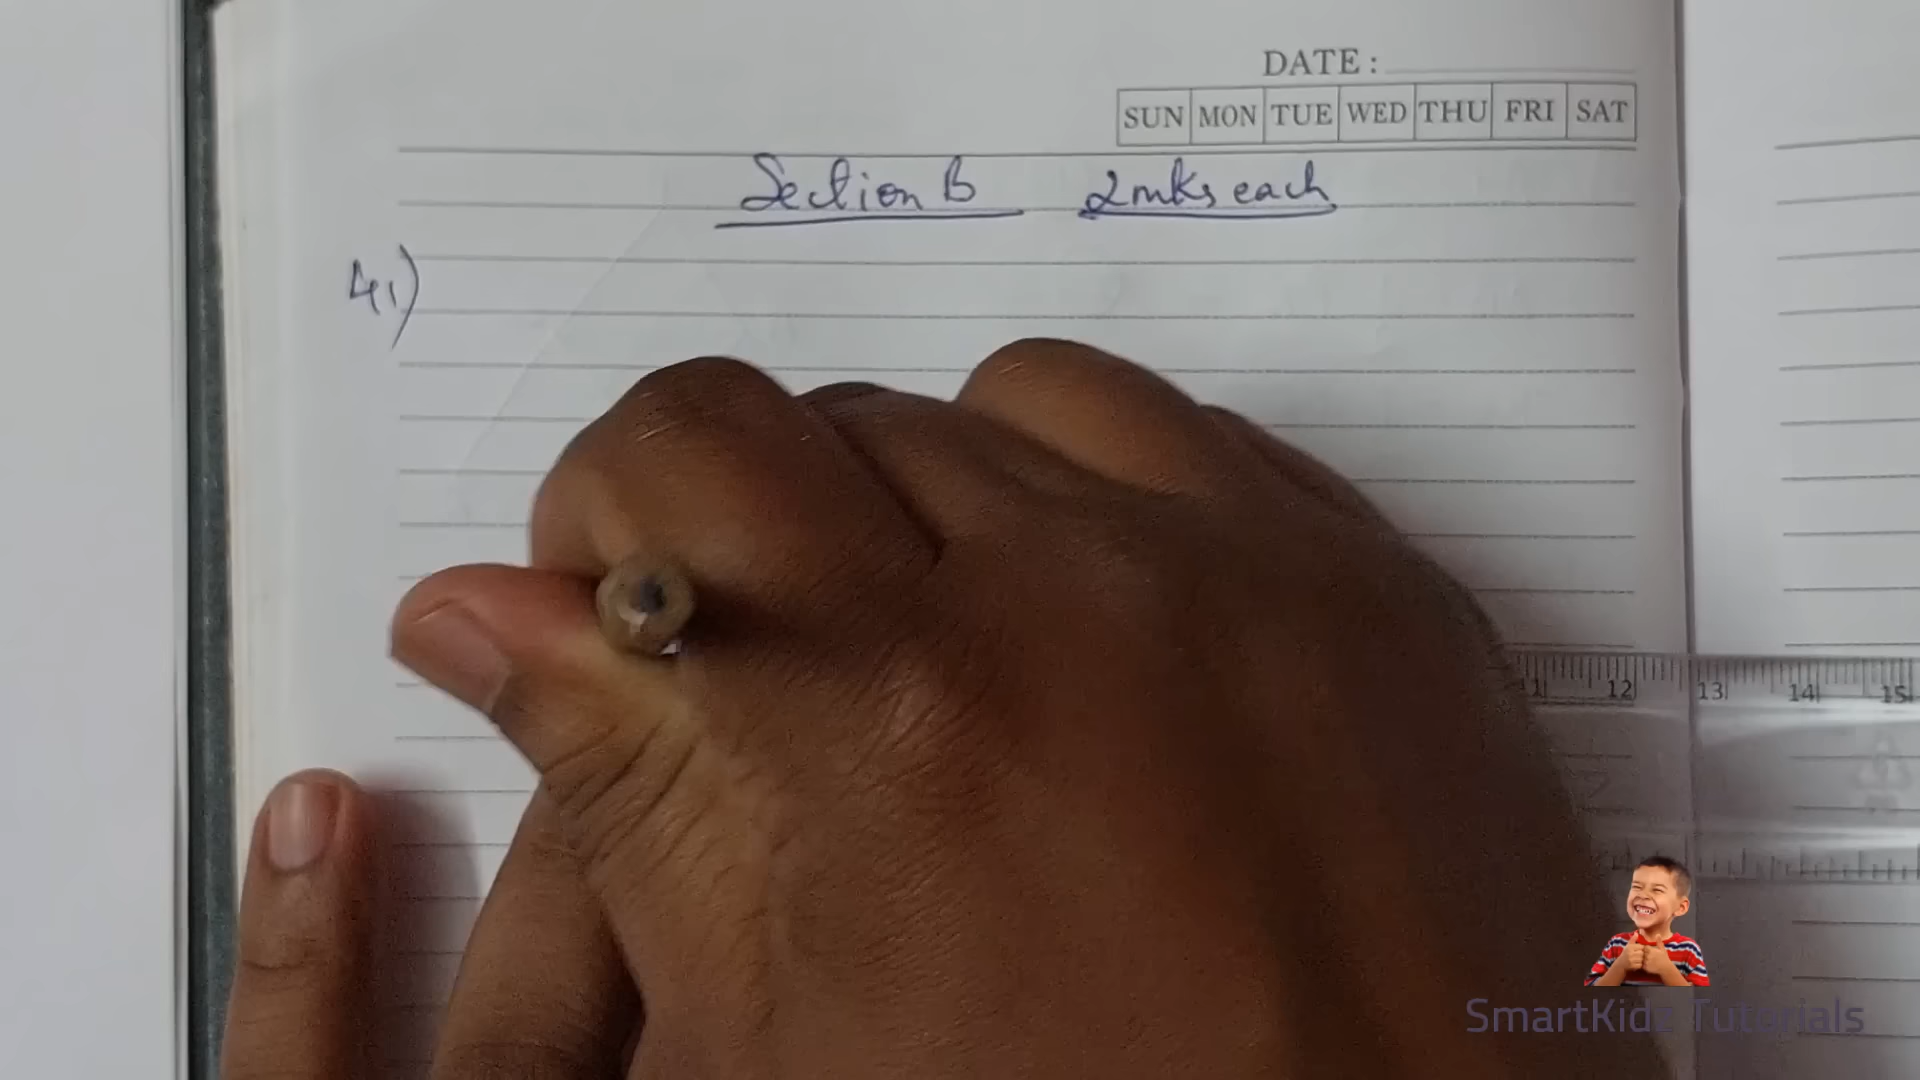 DATE :
SUN MON TUE WED THU FRI SAT
Section B 2mks each
41)
11 12 13 14 15
SmartKidz Tutorials